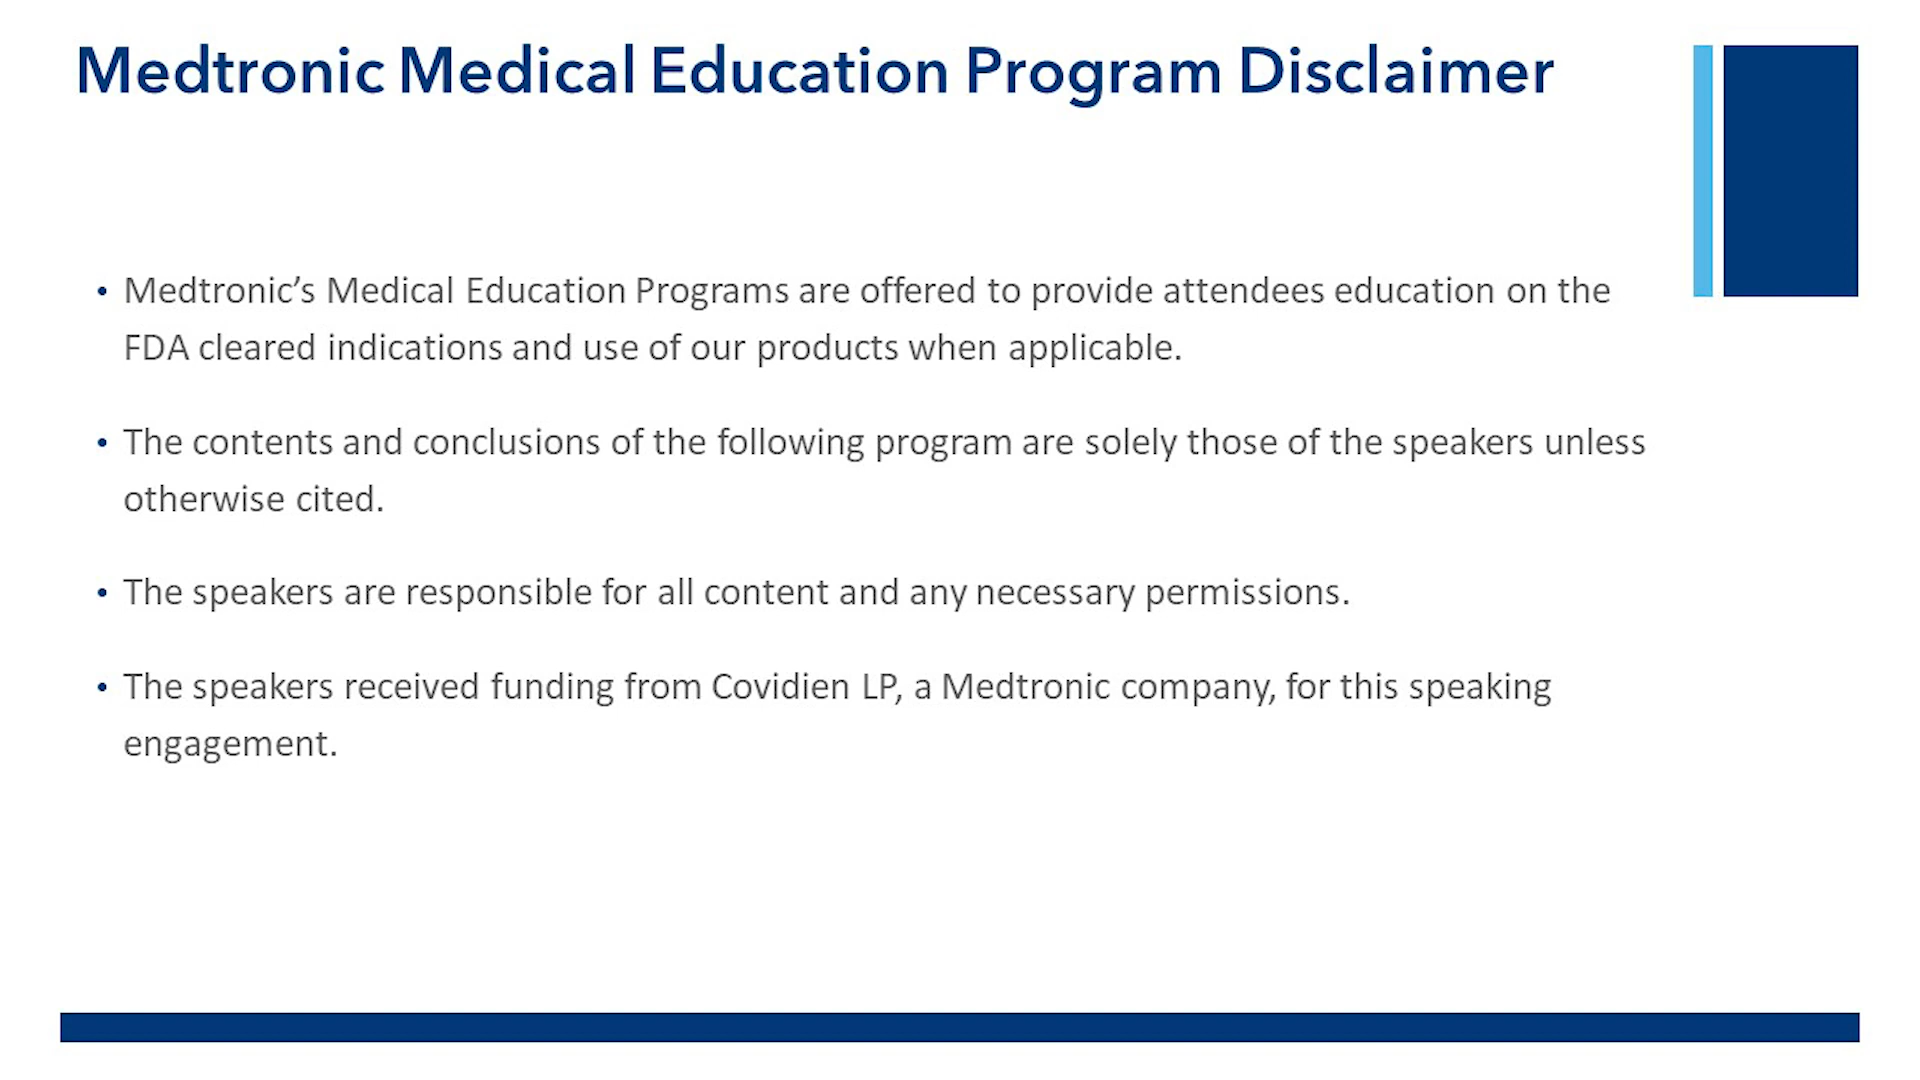 Medtronic Medical Education Program Disclaimer
• Medtronic’s Medical Education Programs are offered to provide attendees education on the
FDA cleared indications and use of our products when applicable.
• The contents and conclusions of the following program are solely those of the speakers unless
otherwise cited.
• The speakers are responsible for all content and any necessary permissions.
• The speakers received funding from Covidien LP, a Medtronic company, for this speaking
engagement.